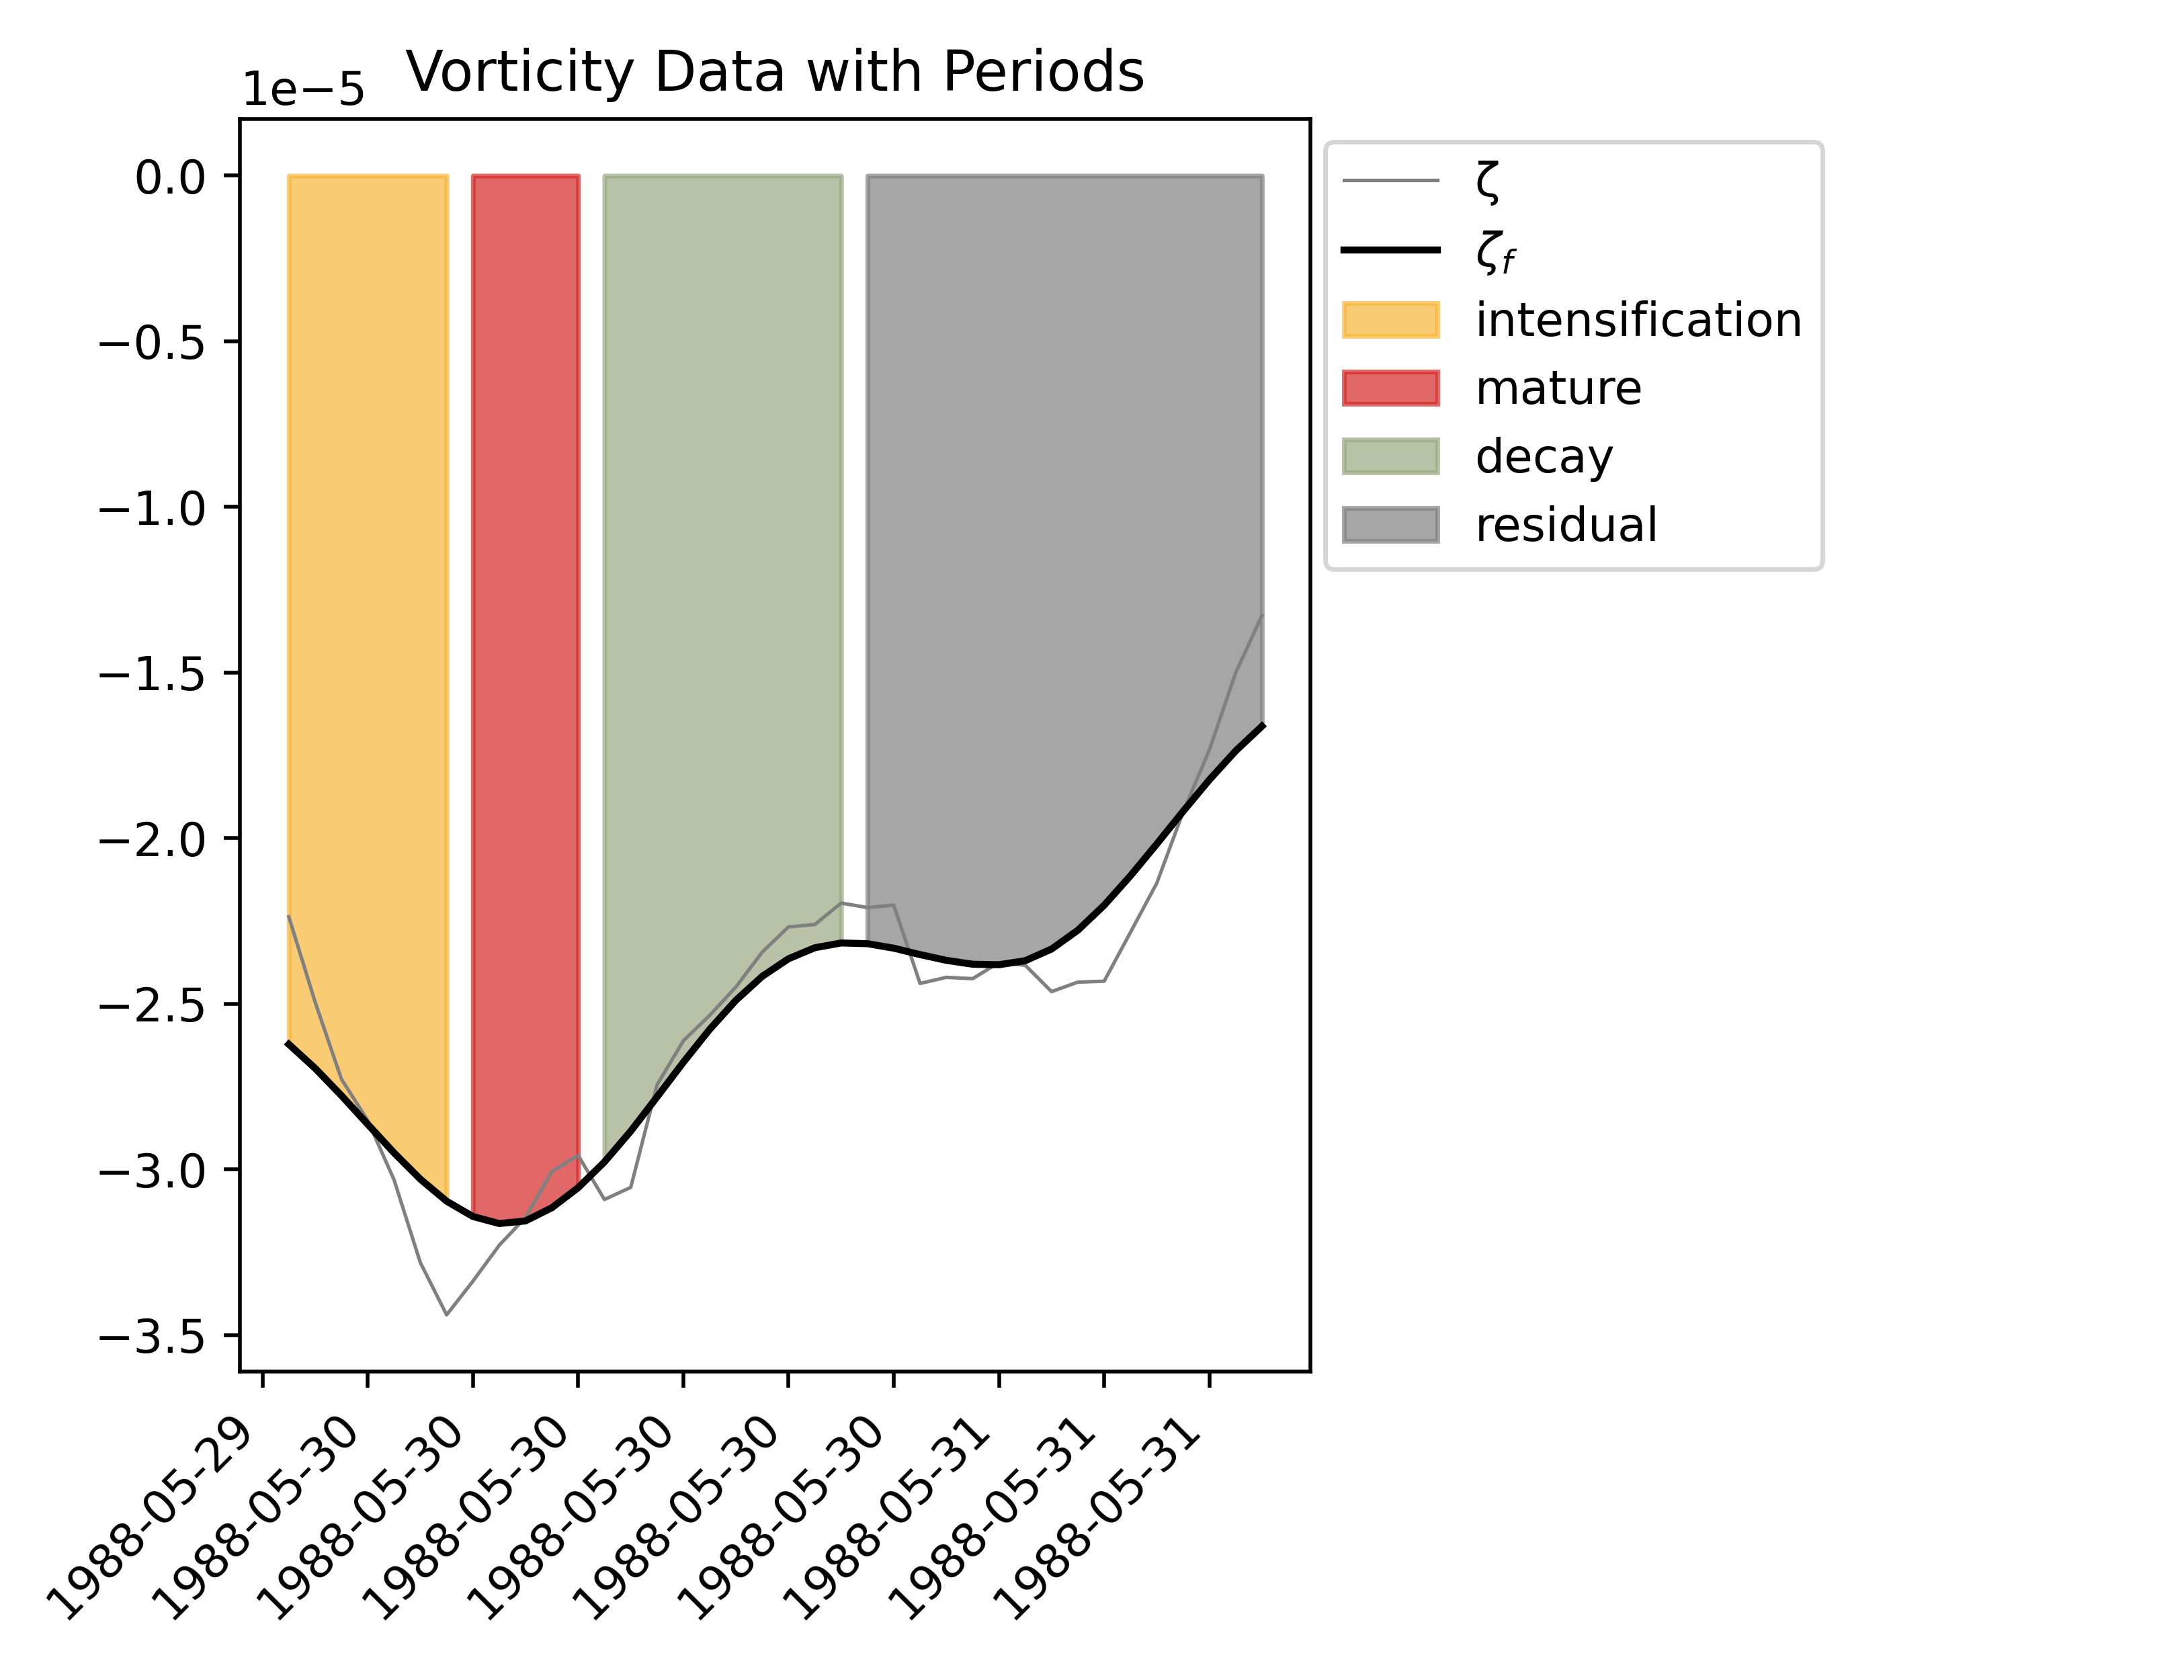 Vorticity Data with Periods
1e−5
0.0
−0.5
−1.0
−1.5
−2.0
−2.5
−3.0
−3.5
1988-05-29
1988-05-30
1988-05-30
1988-05-30
1988-05-30
1988-05-30
1988-05-30
1988-05-31
1988-05-31
1988-05-31
ζ
ζf
intensification
mature
decay
residual